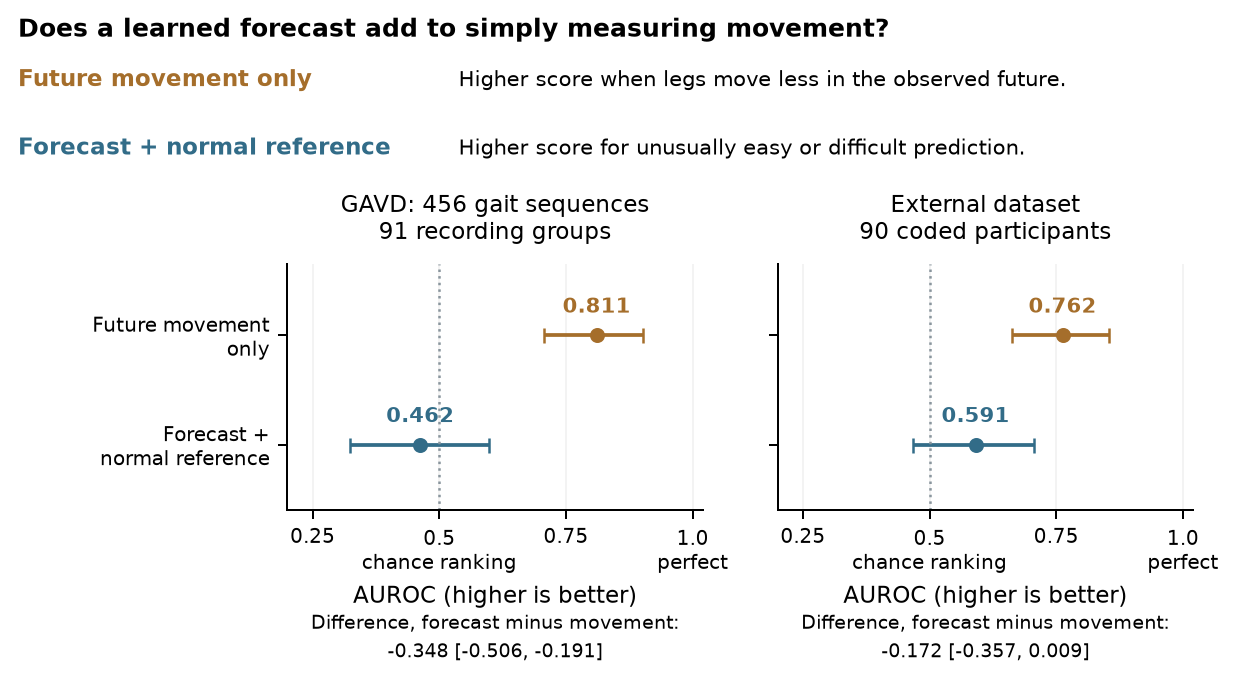 Does a learned forecast add to simply measuring movement?
Future movement only
Higher score when legs move less in the observed future.
Forecast + normal reference
Higher score for unusually easy or difficult prediction.
GAVD: 456 gait sequences
91 recording groups
External dataset
90 coded participants
Future movement
only
0.811
0.762
Forecast +
normal reference
0.462
0.591
0.25
0.5
chance ranking
0.75
1.0
perfect
0.25
0.5
chance ranking
0.75
1.0
perfect
AUROC (higher is better)
Difference, forecast minus movement:
-0.348 [-0.506, -0.191]
AUROC (higher is better)
Difference, forecast minus movement:
-0.172 [-0.357, 0.009]